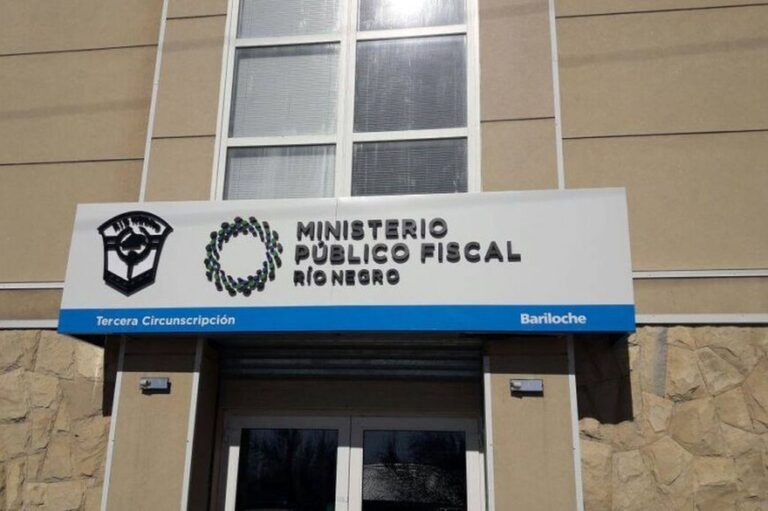 MINISTERIO
PÚBLICO FISCAL
RÍO NEGRO
Tercera Circunscripción
Bariloche